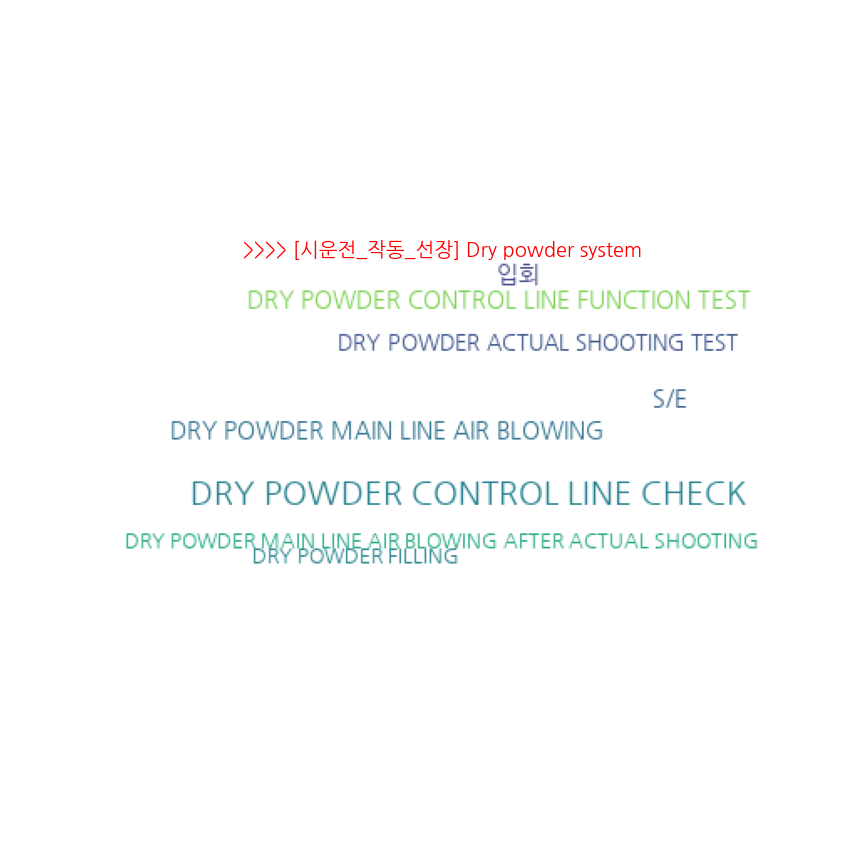 >>>> [시운전_작동_선장] Dry powder system
입회
DRY POWDER CONTROL LINE FUNCTION TEST
DRY POWDER ACTUAL SHOOTING TEST
S/E
DRY POWDER MAIN LINE AIR BLOWING
DRY POWDER CONTROL LINE CHECK
DRY POWDER MAIN LINE AIR BLOWING AFTER ACTUAL SHOOTING
DRY POWDER FILLING